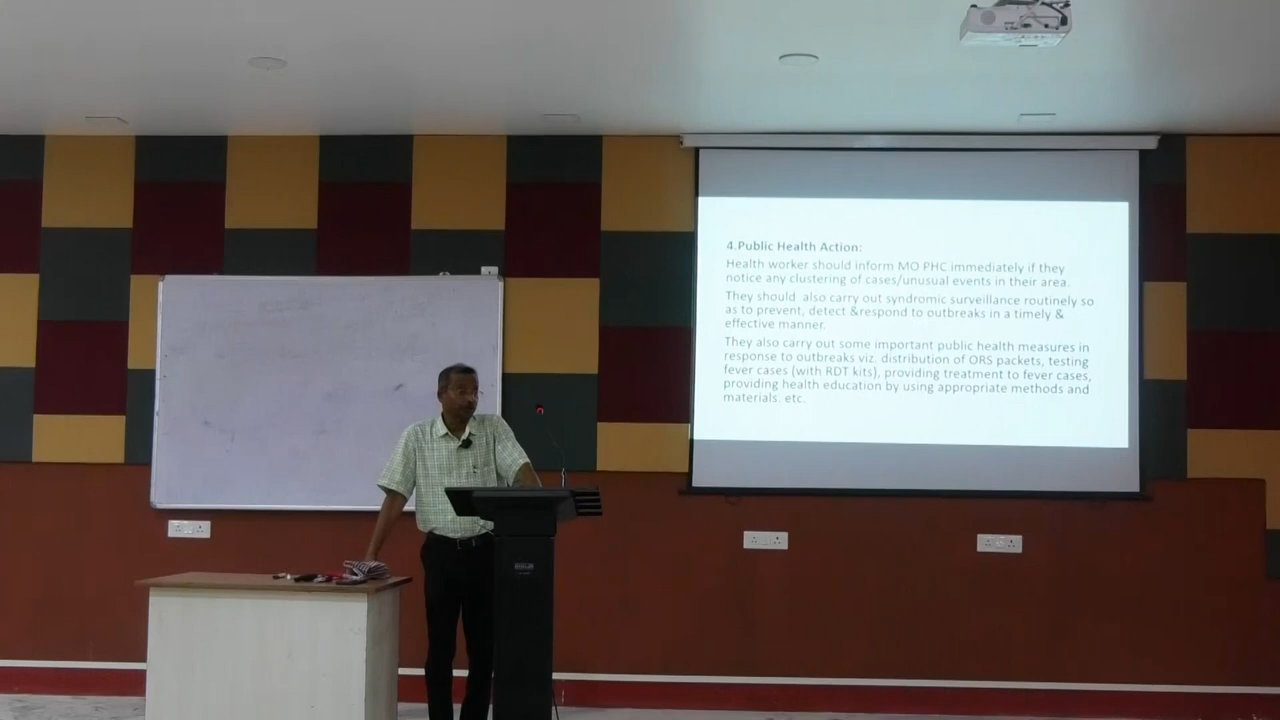 4.Public Health Action:
Health worker should inform MO PHC immediately if they
notice any clustering of cases/unusual events in their area.
They should also carry out syndromic surveillance routinely so
as to prevent, detect &respond to outbreaks in a timely &
effective manner.
They also carry out some important public health measures in
response to outbreaks viz. distribution of ORS packets, testing
fever cases (with RDT kits), providing treatment to fever cases,
providing health education by using appropriate methods and
materials. etc.